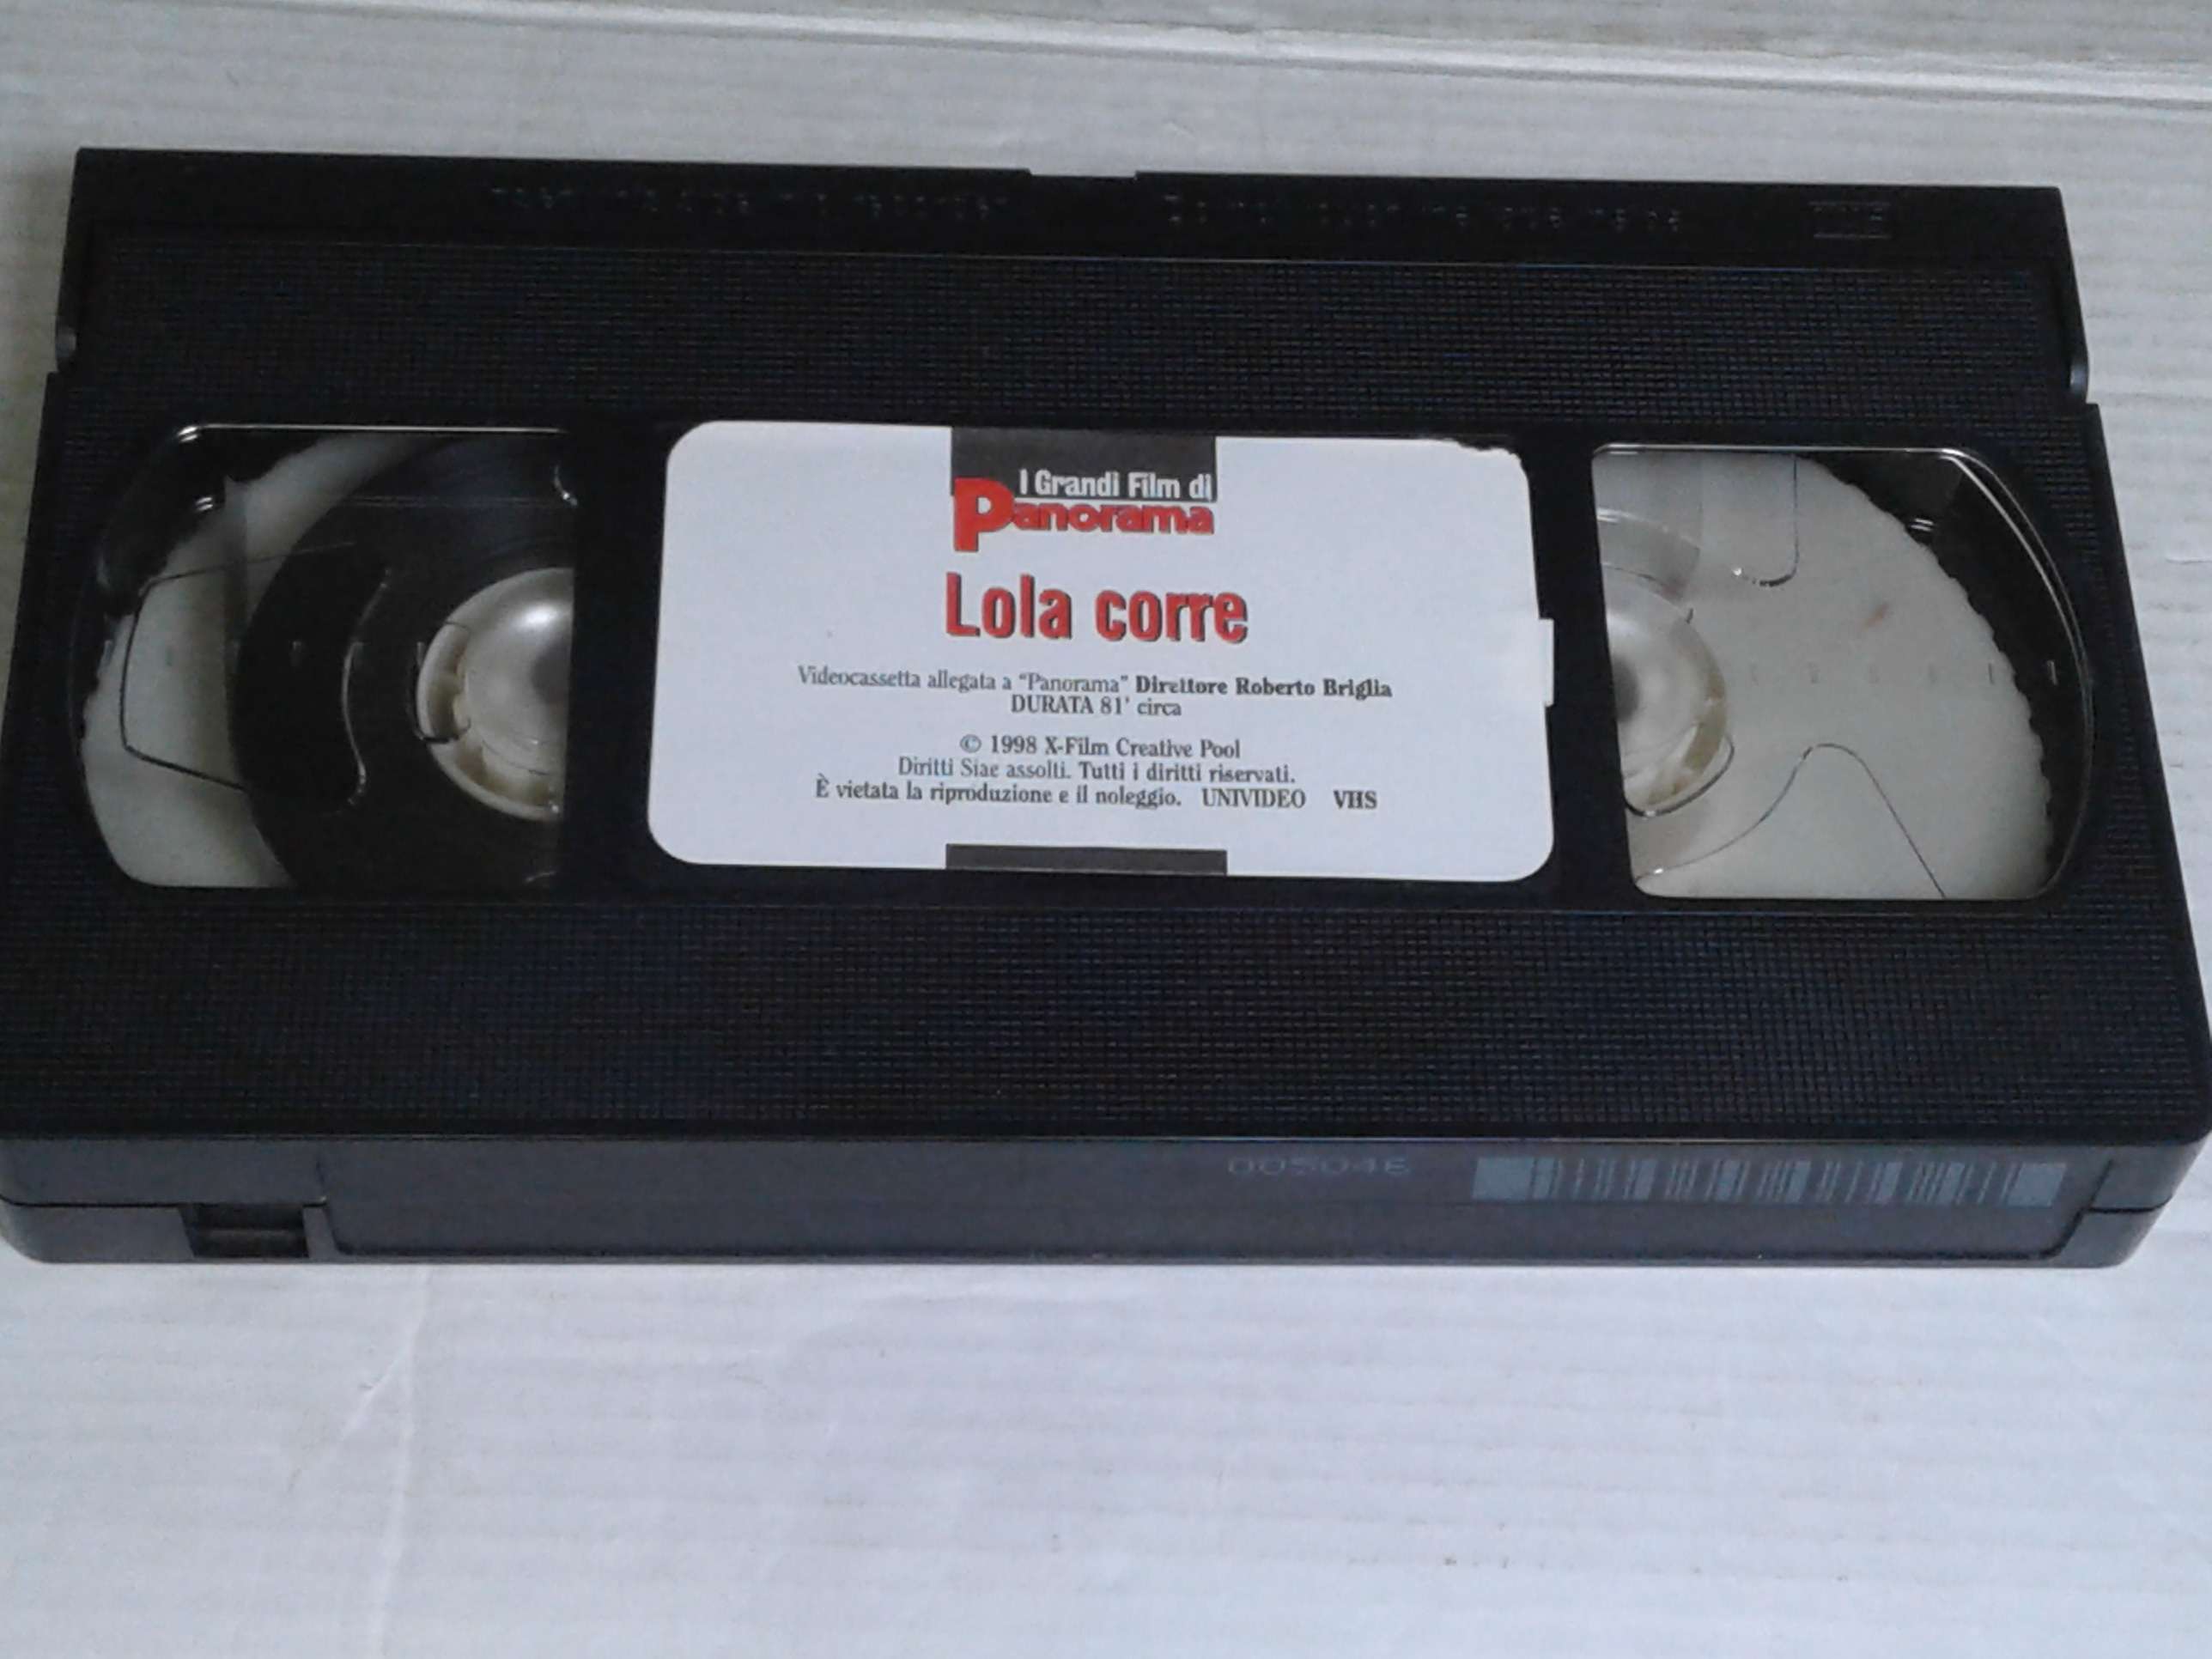 I Grandi Film di
Panorama
Lola corre
Videocassetta allegata a "Panorama" Direttore Roberto Briglia
DURATA 81' circa
© 1998 X-Film Creative Pool
Diritti Siae assolti. Tutti i diritti riservati.
È vietata la riproduzione e il noleggio. UNIVIDEO VHS